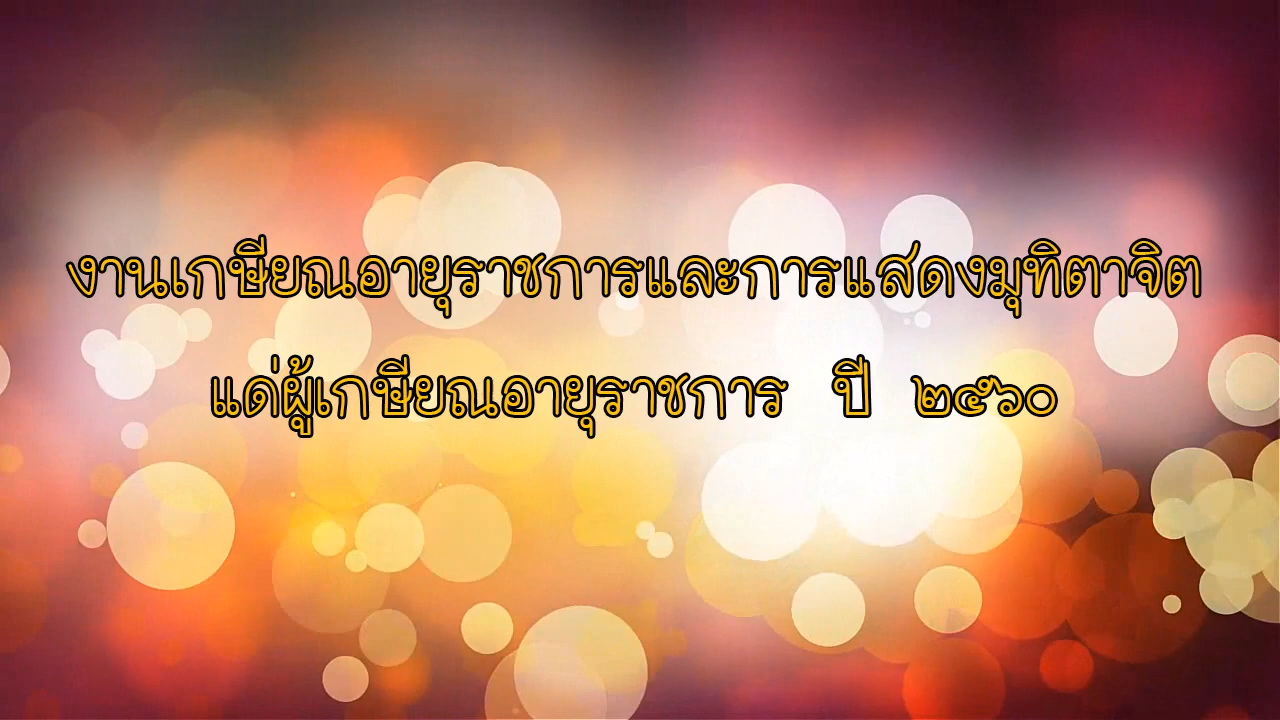 งานเกษียณอายุราชการและการแสดงมุทิตาจิต
แด่ผู้เกษียณอายุราชการ ปี ๒๕๖๐